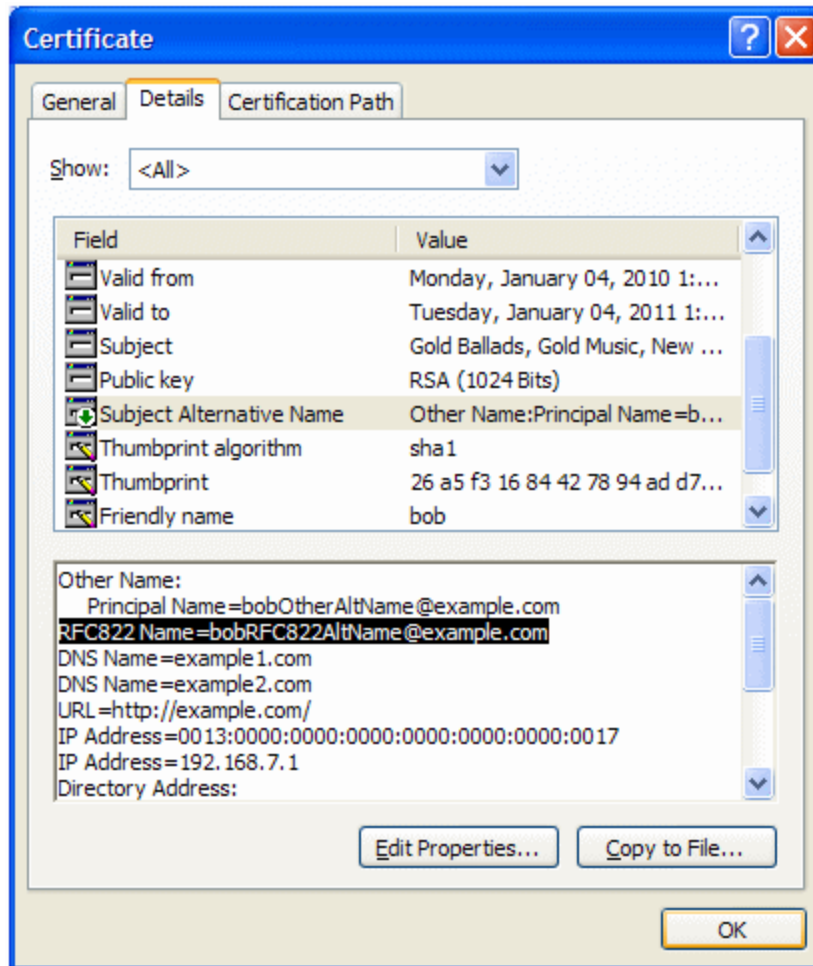 Certificate
General Details Certification Path
Show: <All>
Field Value
Valid from Monday, January 04, 2010 1:...
Valid to Tuesday, January 04, 2011 1:...
Subject Gold Ballads, Gold Music, New ...
Public key RSA (1024 Bits)
Subject Alternative Name Other Name:Principal Name=b...
Thumbprint algorithm sha1
Thumbprint 26 a5 f3 16 84 42 78 94 ad d7...
Friendly name bob
Other Name:
Principal Name=bobOtherAltName@example.com
RFC822 Name=bobRFC822AltName@example.com
DNS Name=example1.com
DNS Name=example2.com
URL=http://example.com/
IP Address=0013:0000:0000:0000:0000:0000:0000:0017
IP Address=192.168.7.1
Directory Address:
Edit Properties... Copy to File...
OK